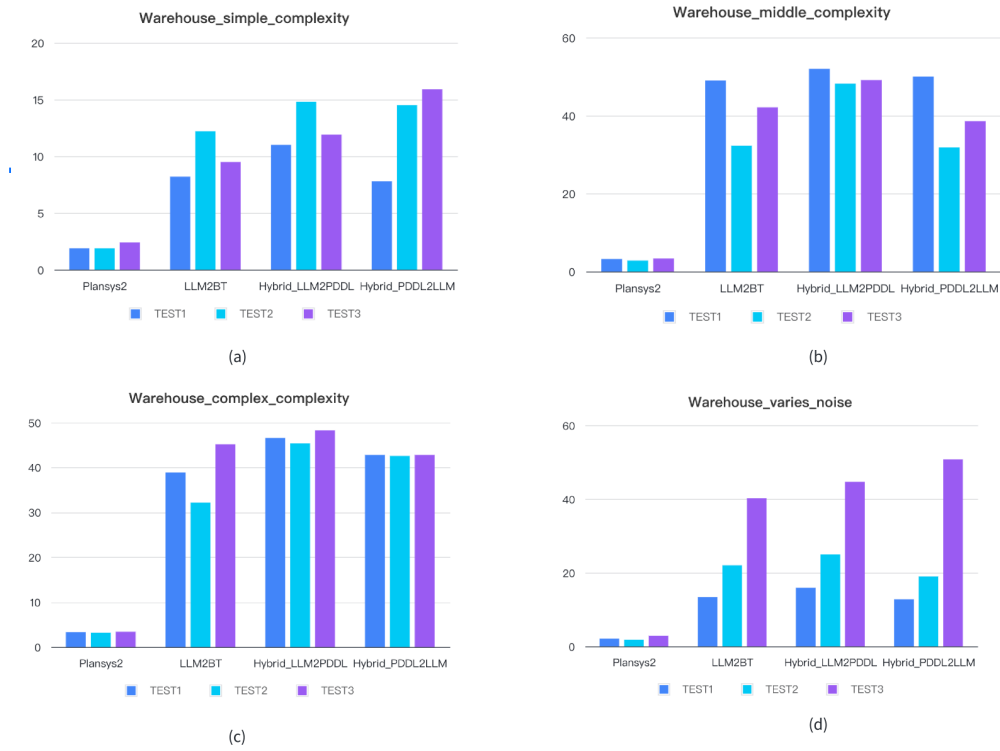 Warehouse_simple_complexity
20
15
10
5
0
Plansys2 LLM2BT Hybrid_LLM2PDDL Hybrid_PDDL2LLM
TEST1 TEST2 TEST3
(a)
Warehouse_middle_complexity
60
40
20
0
Plansys2 LLM2BT Hybrid_LLM2PDDL Hybrid_PDDL2LLM
TEST1 TEST2 TEST3
(b)
Warehouse_complex_complexity
50
40
30
20
10
0
Plansys2 LLM2BT Hybrid_LLM2PDDL Hybrid_PDDL2LLM
TEST1 TEST2 TEST3
(c)
Warehouse_varies_noise
60
40
20
0
Plansys2 LLM2BT Hybrid_LLM2PDDL Hybrid_PDDL2LLM
TEST1 TEST2 TEST3
(d)